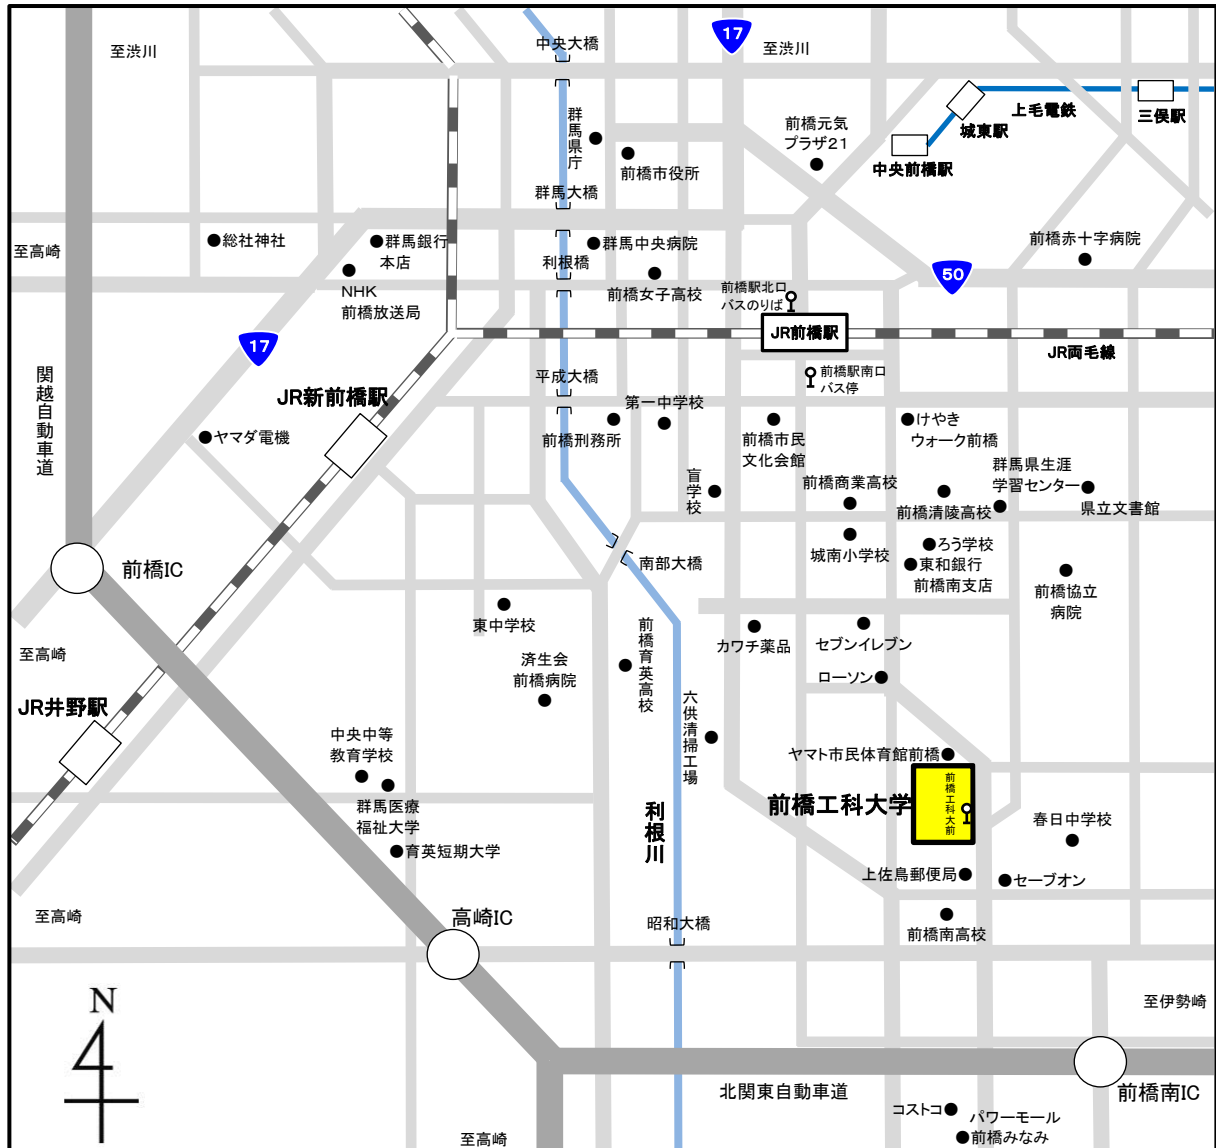 17
中央大橋
至渋川
至渋川
群馬県庁
前橋元気
プラザ21
上毛電鉄
城東駅
三俣駅
中央前橋駅
前橋市役所
群馬大橋
至高崎
総社神社
群馬銀行
本店
NHK
前橋放送局
利根橋
群馬中央病院
前橋女子高校
前橋駅北口
バスのりば
前橋赤十字病院
50
JR前橋駅
JR両毛線
17
関越自動車道
JR新前橋駅
平成大橋
前橋駅南口
バス停
ヤマダ電機
前橋刑務所
第一中学校
前橋市民
文化会館
けやき
ウォーク前橋
盲学校
前橋商業高校
群馬県生涯
学習センター
前橋清陵高校
県立文書館
前橋IC
南部大橋
城南小学校
ろう学校
東和銀行
前橋南支店
前橋協立
病院
東中学校
至高崎
済生会
前橋病院
前橋育英高校
カワチ薬品
セブンイレブン
ローソン
JR井野駅
六供清掃工場
中央中等
教育学校
群馬医療
福祉大学
育英短期大学
ヤマト市民体育館前橋
前橋工科大学
前橋工科大前
利根川
春日中学校
上佐鳥郵便局
セーブオン
前橋南高校
至高崎
高崎IC
昭和大橋
N
至伊勢崎
北関東自動車道
前橋南IC
コストコ
パワーモール
前橋みなみ
至高崎